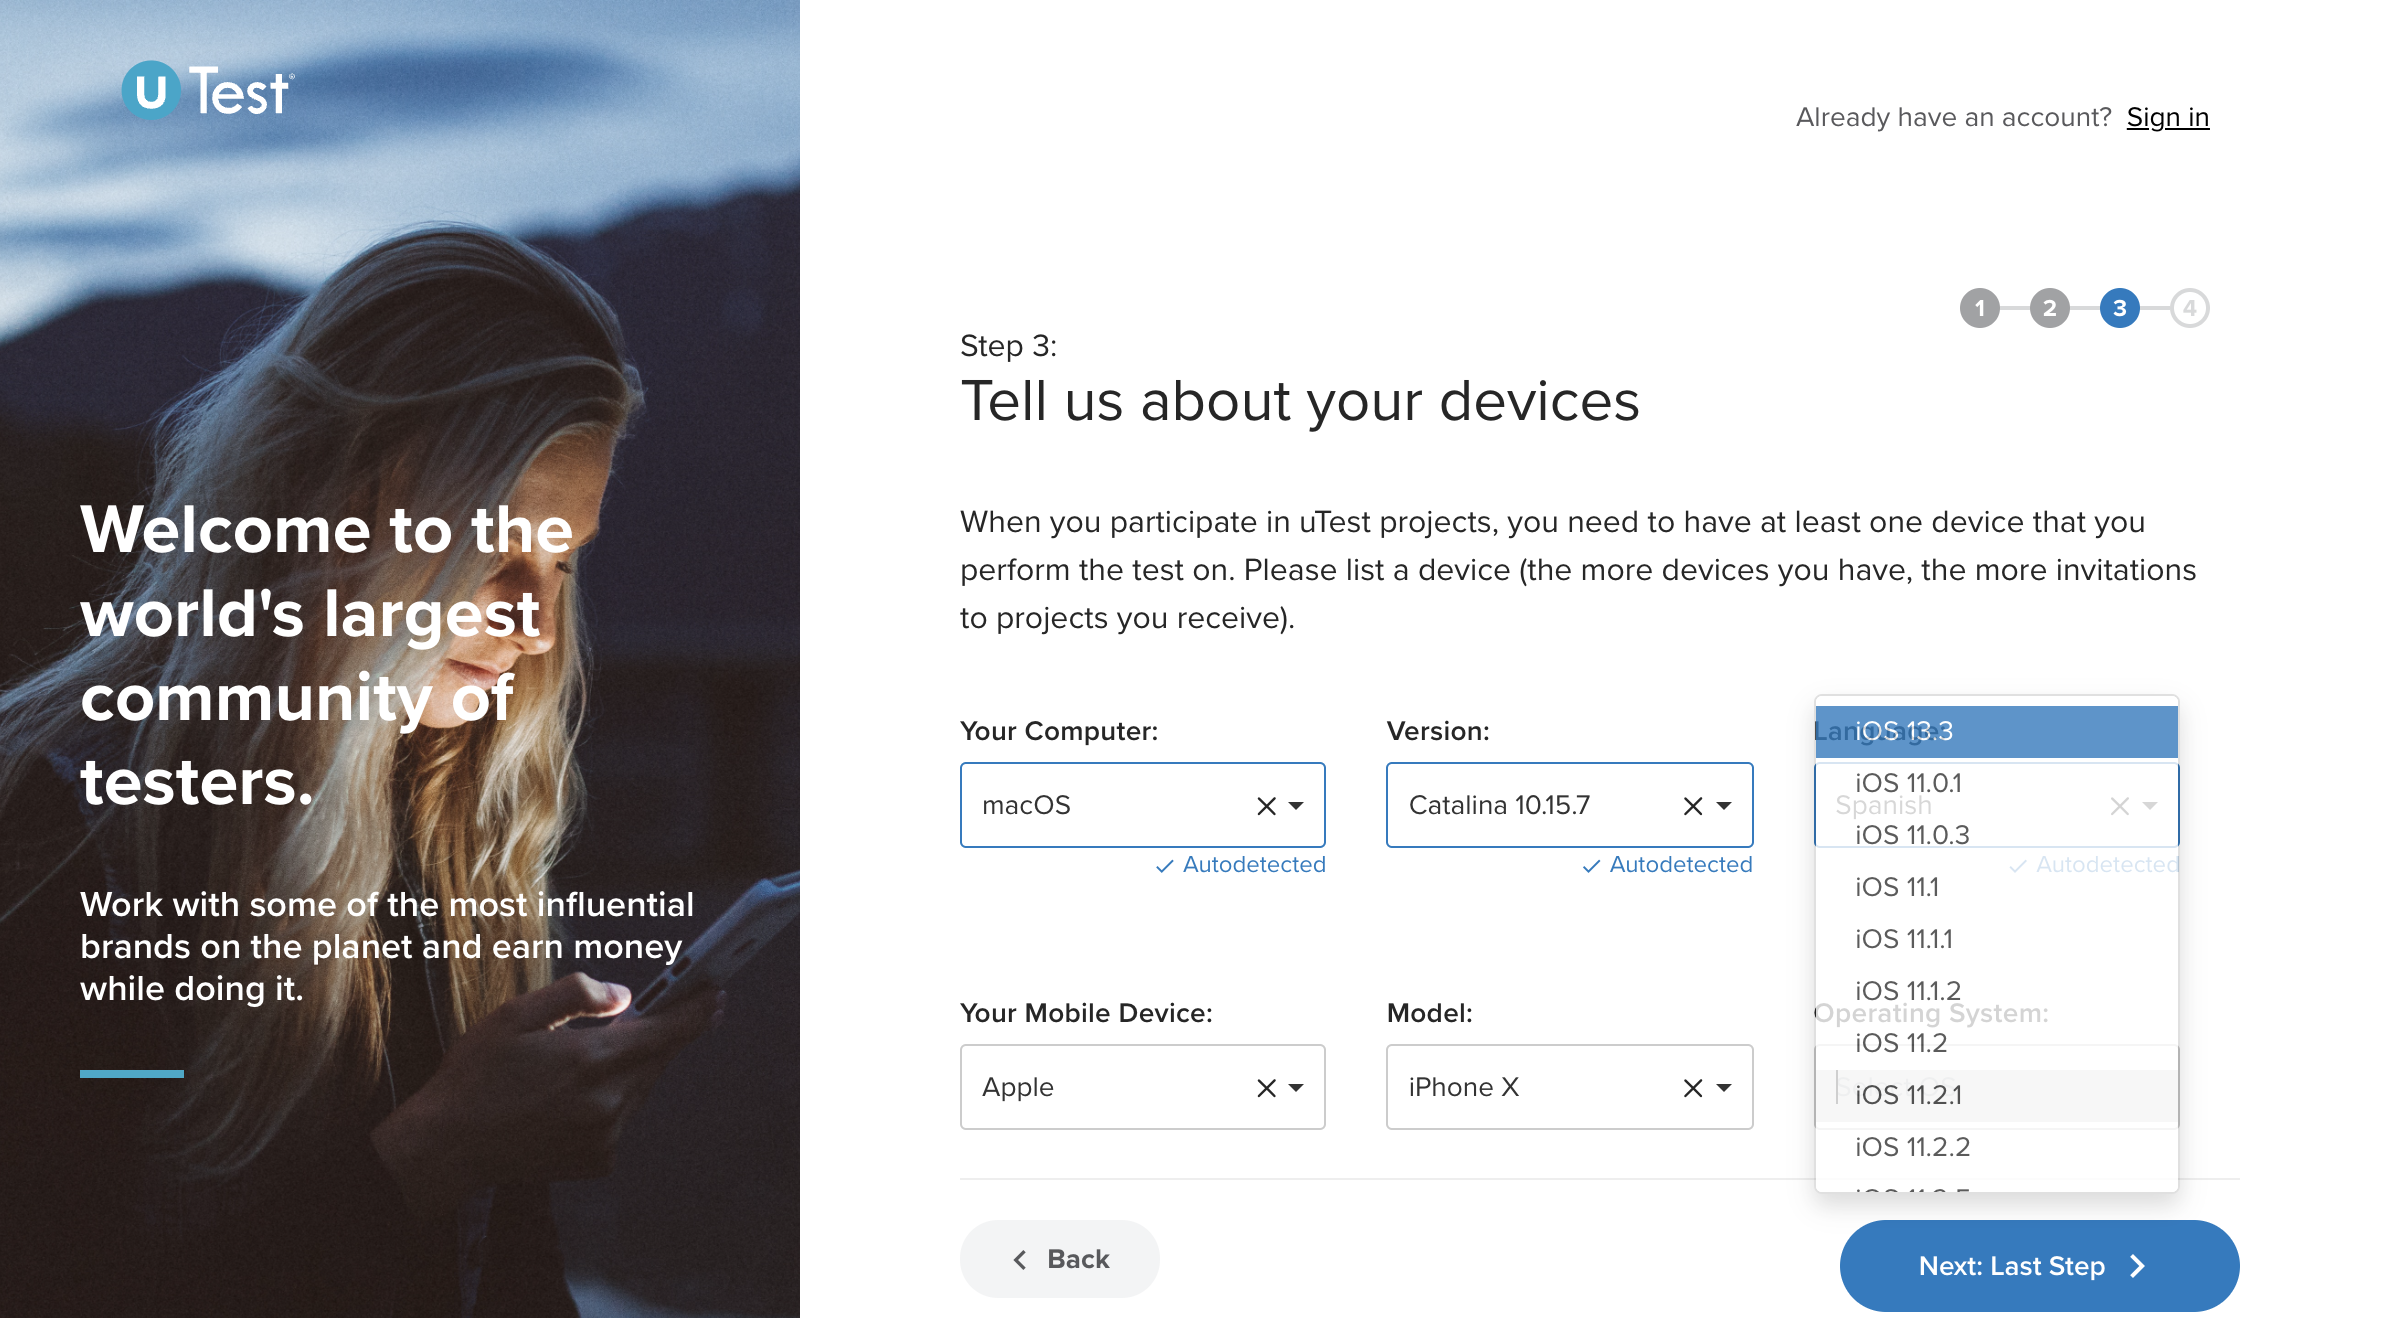 u Test®
Already have an account? Sign in
1 2 3 4
Step 3:
Tell us about your devices
When you participate in uTest projects, you need to have at least one device that you
perform the test on. Please list a device (the more devices you have, the more invitations
to projects you receive).
Welcome to the
world's largest
community of
testers.
Work with some of the most influential
brands on the planet and earn money
while doing it.
Your Computer:
macOS
Autodetected
Version:
Catalina 10.15.7
Autodetected
Language:
Spanish
Autodetected
Your Mobile Device:
Apple
Model:
iPhone X
Operating System:
iOS 13.3
iOS 11.0.1
iOS 11.0.3
iOS 11.1
iOS 11.1.1
iOS 11.1.2
iOS 11.2
iOS 11.2.1
iOS 11.2.2
Back
Next: Last Step